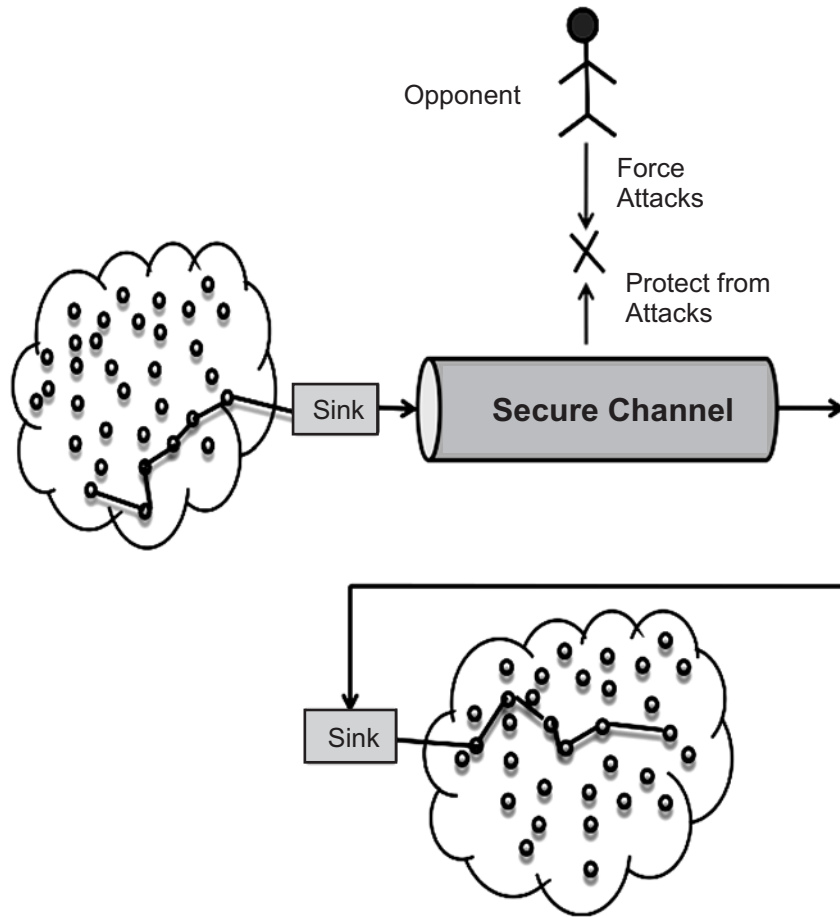 Opponent
Force
Attacks
Protect from
Attacks
Sink
Secure Channel
Sink